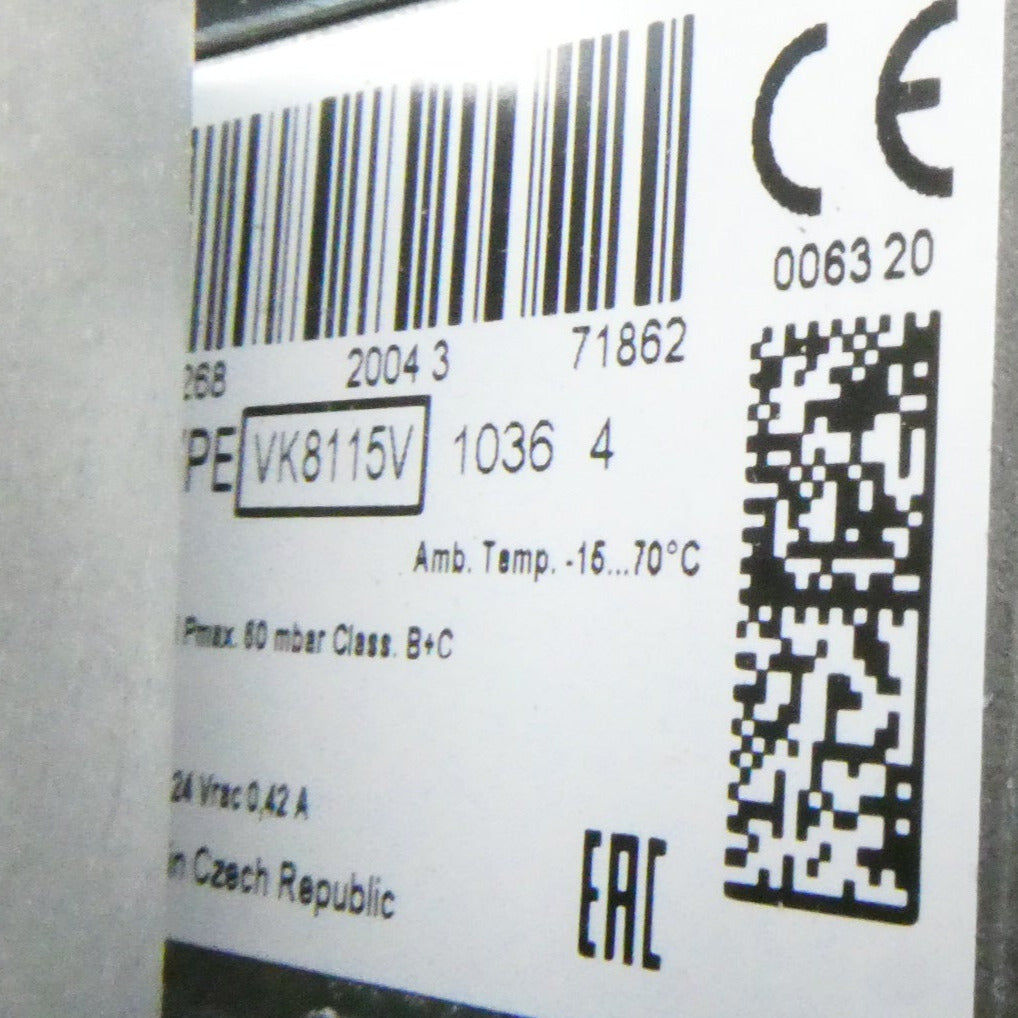 CE
0063 20
268 2004 3 71862
YPE VK8115V 1036 4
Amb. Temp. -15...70°C
Pmax. 60 mbar Class. B+C
24 Vrac 0,42 A
in Czech Republic
EAC